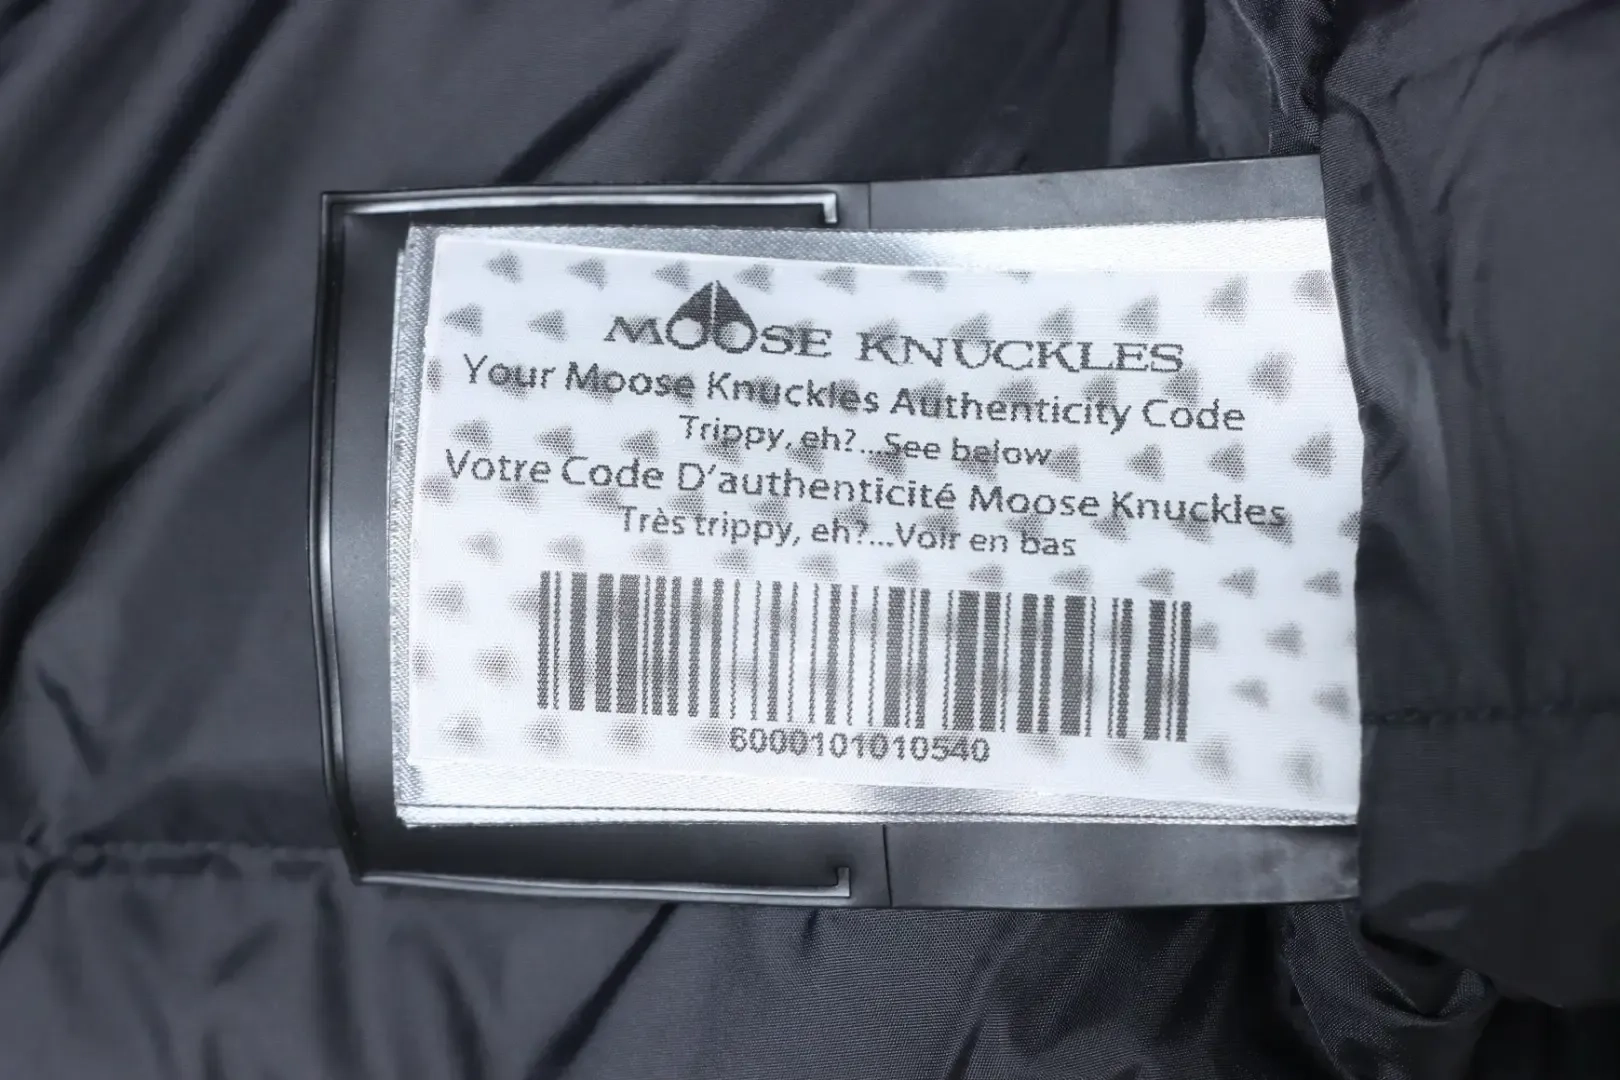 MOOSE KNUCKLES
Your Moose Knuckles Authenticity Code
Trippy, eh?...See below
Votre Code D'authenticité Moose Knuckles
Très trippy, eh?...Voir en bas
6000101010540